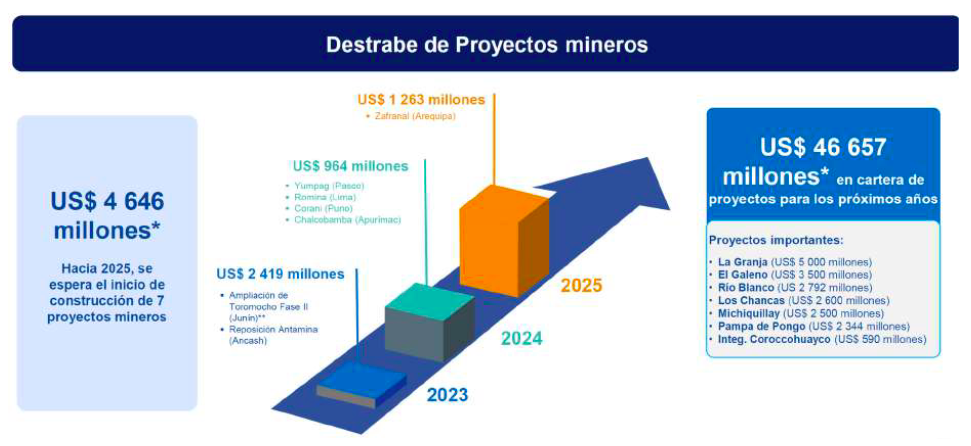 Destrabe de Proyectos mineros
US$ 4 646
millones*
Hacia 2025, se
espera el inicio de
construcción de 7
proyectos mineros
US$ 1 263 millones
• Zafranal (Arequipa)
US$ 964 millones
• Yumpag (Pasco)
• Romina (Lima)
• Corani (Puno)
• Chalcobamba (Apurímac)
US$ 2 419 millones
• Ampliación de
Toromocho Fase II
(Junín)**
• Reposición Antamina
(Ancash)
2025
2024
2023
US$ 46 657
millones* en cartera de
proyectos para los próximos años
Proyectos importantes:
• La Granja (US$ 5 000 millones)
• El Galeno (US$ 3 500 millones)
• Río Blanco (US 2 792 millones)
• Los Chancas (US$ 2 600 millones)
• Michiquillay (US$ 2 500 millones)
• Pampa de Pongo (US$ 2 344 millones)
• Integ. Coroccohuayco (US$ 590 millones)